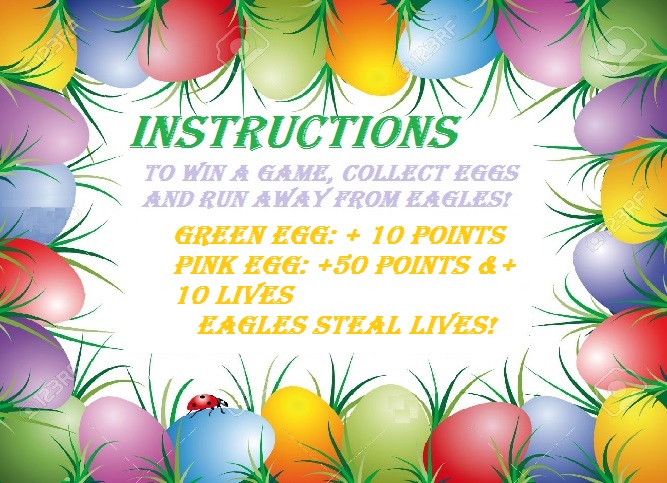 INSTRUCTIONS
TO WIN A GAME, COLLECT EGGS
AND RUN AWAY FROM EAGLES!
GREEN EGG: + 10 POINTS
PINK EGG: +50 POINTS &+
10 LIVES
EAGLES STEAL LIVES!